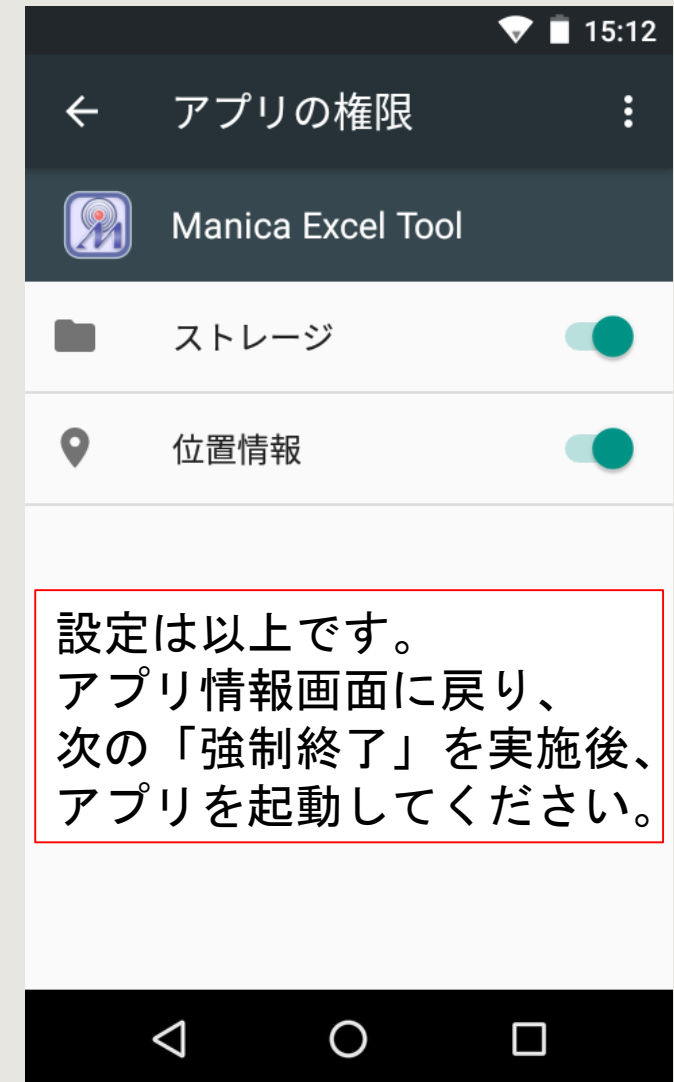 15:12
アプリの権限
Manica Excel Tool
ストレージ
位置情報
設定は以上です。
アプリ情報画面に戻り、
次の「強制終了」を実施後、
アプリを起動してください。